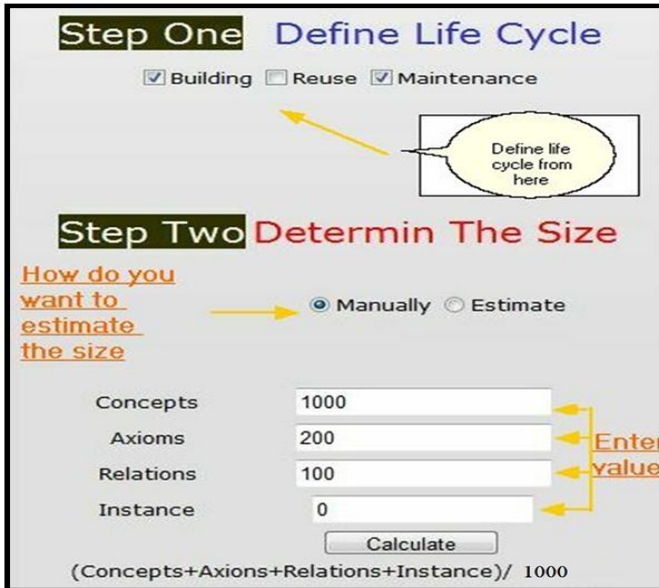 Step One Define Life Cycle
Building Reuse Maintenance
Define life
cycle from
here
Step Two Determin The Size
How do you
want to
estimate
the size
Manually Estimate
Concepts 1000
Axioms 200
Relations 100
Instance 0
Enter
value
Calculate
(Concepts+Axions+Relations+Instance)/ 1000